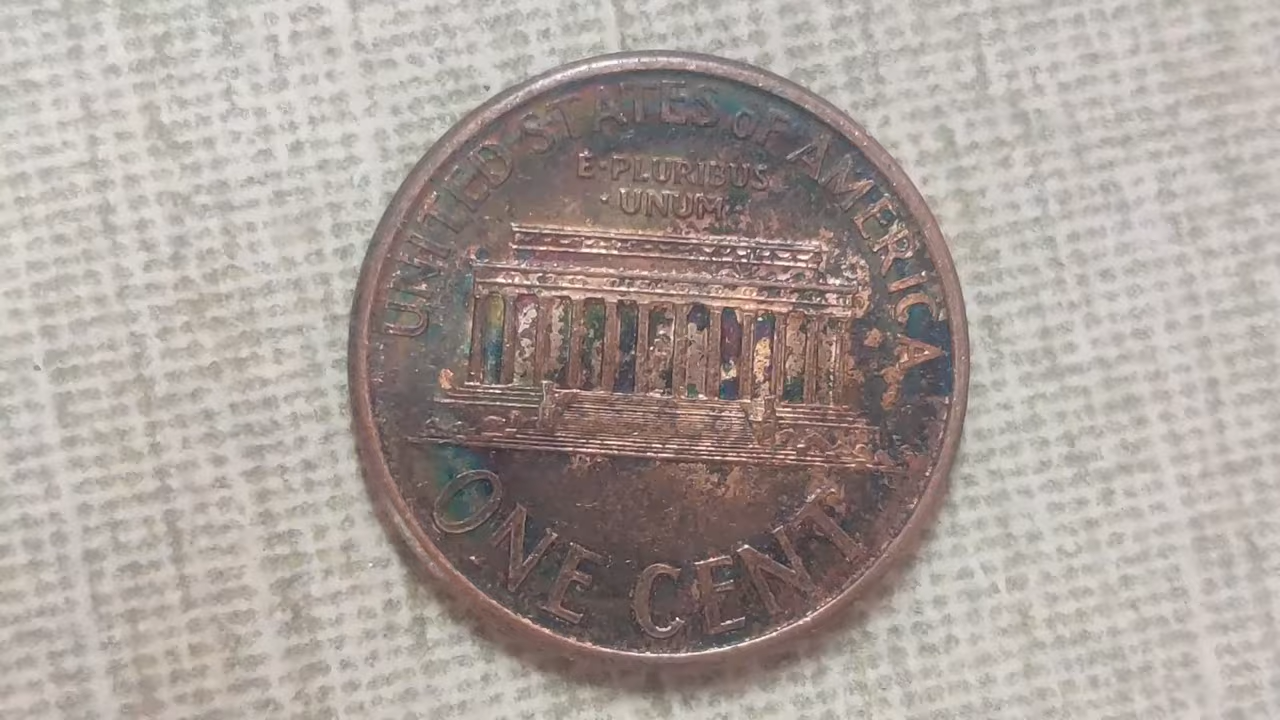 UNITED STATES oF AMERICA
E·PLURIBUS
·UNUM·
ONE CENT